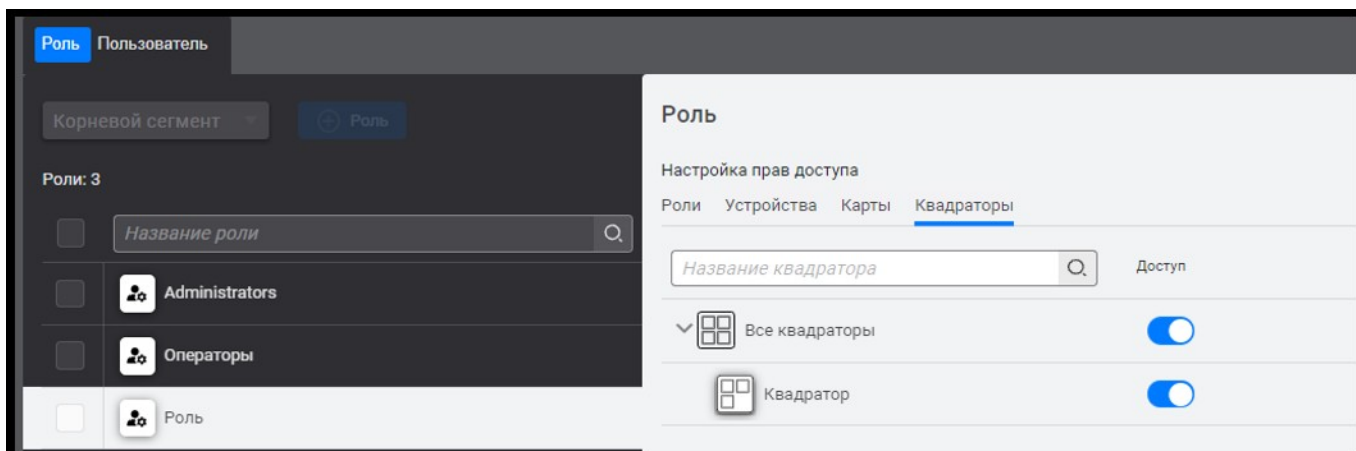 Роль Пользователь
Корневой сегмент Роль
Роли: 3
Название роли
Administrators
Операторы
Роль
Роль
Настройка прав доступа
Роли Устройства Карты Квадраторы
Название квадратора Доступ
Все квадраторы
Квадратор